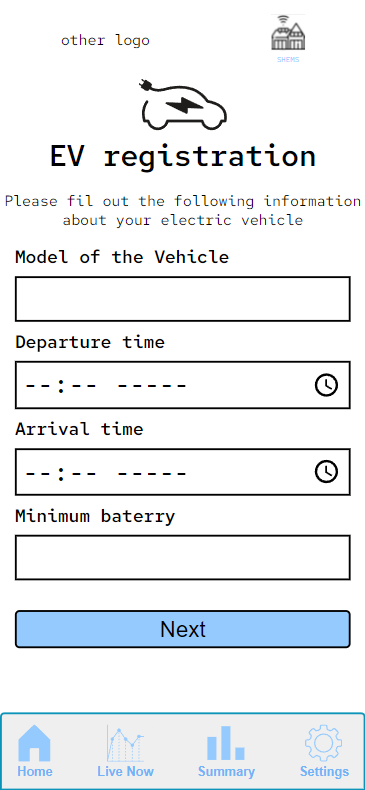 other logo
SHEMS
EV registration
Please fil out the following information
about your electric vehicle
Model of the Vehicle
Departure time
--:-- -----
Arrival time
--:-- -----
Minimum baterry
Next
Home Live Now Summary Settings